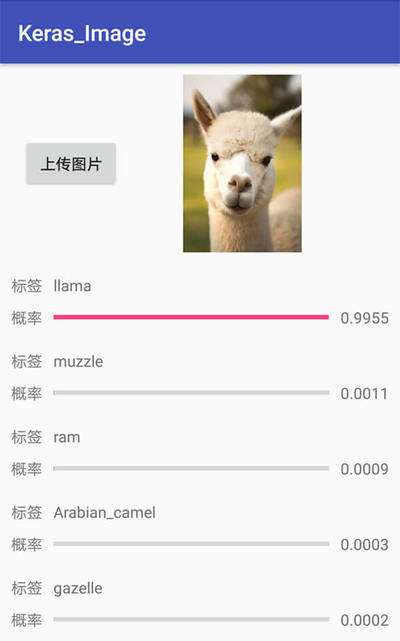 Keras_Image
上传图片
标签 llama
概率 0.9955
标签 muzzle
概率 0.0011
标签 ram
概率 0.0009
标签 Arabian_camel
概率 0.0003
标签 gazelle
概率 0.0002